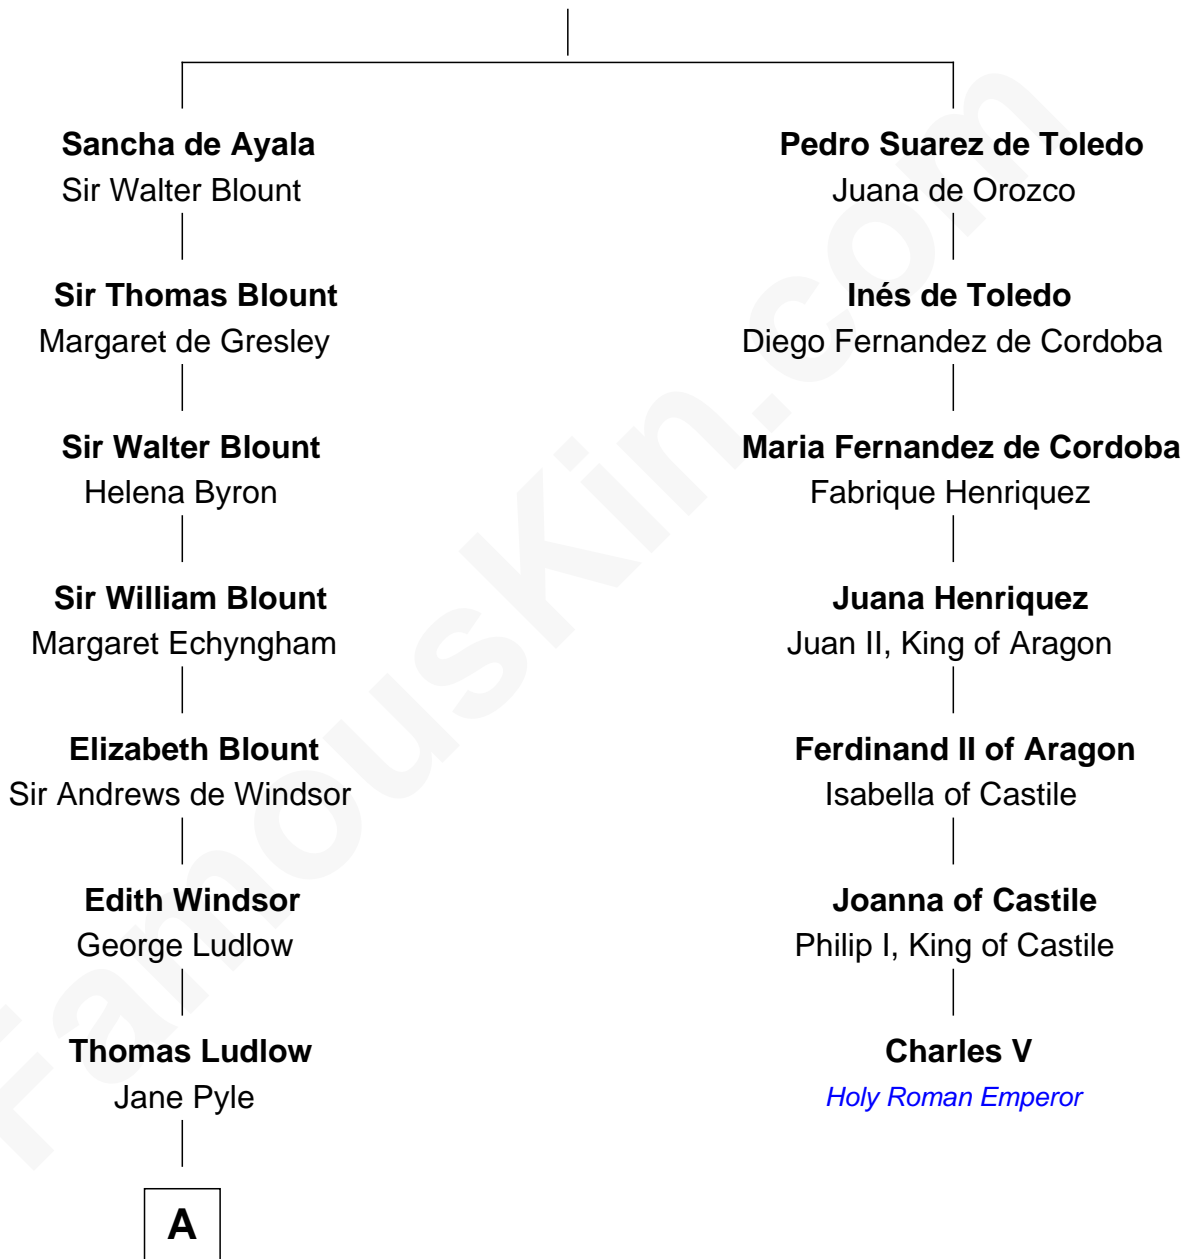 Sancha de Ayala
Sir Walter Blount
Sir Thomas Blount
Margaret de Gresley
Sir Walter Blount
Helena Byron
Sir William Blount
Margaret Echyngham
Elizabeth Blount
Sir Andrews de Windsor
Edith Windsor
George Ludlow
Thomas Ludlow
Jane Pyle
A
Pedro Suarez de Toledo
Juana de Orozco
Inés de Toledo
Diego Fernandez de Cordoba
Maria Fernandez de Cordoba
Fabrique Henriquez
Juana Henriquez
Juan II, King of Aragon
Ferdinand II of Aragon
Isabella of Castile
Joanna of Castile
Philip I, King of Castile
Charles V
Holy Roman Emperor
FamousKin.com